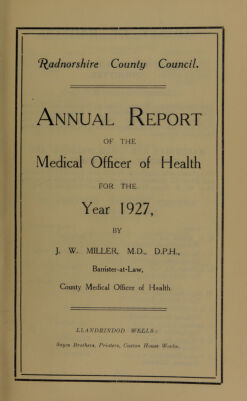 Radnorshire County Council.
ANNUAL REPORT
OF THE
Medical Officer of Health
FOR THE
Year 1927,
BY
J. W. MILLER, M.D., D.P.H.,
Barrister-at-Law,
County Medical Officer of Health.
LLANDRINDOD WELLS:
Sayce Brothers, Printers, Caxton House Works.